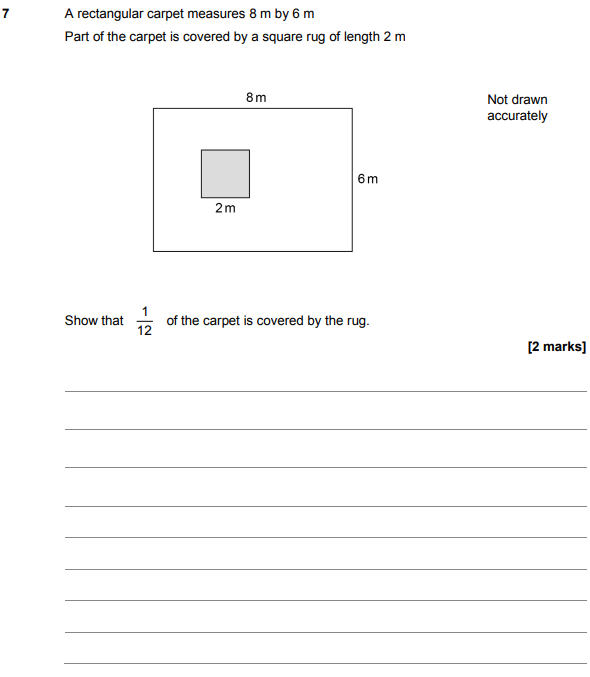 7 A rectangular carpet measures 8 m by 6 m
Part of the carpet is covered by a square rug of length 2 m
8 m
Not drawn
accurately
6 m
2 m
Show that 1/12 of the carpet is covered by the rug.
[2 marks]